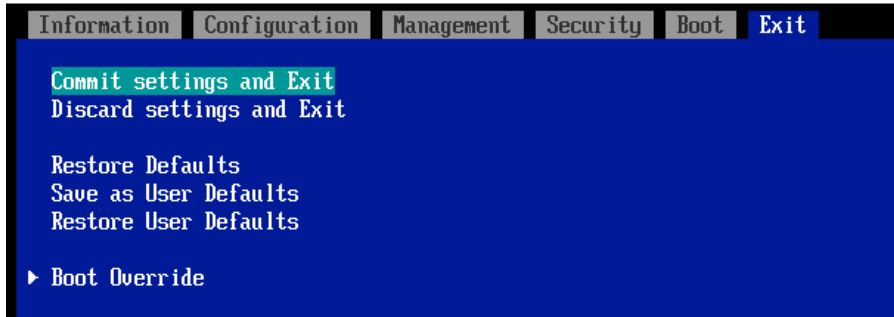 Information Configuration Management Security Boot Exit
Commit settings and Exit
Discard settings and Exit
Restore Defaults
Save as User Defaults
Restore User Defaults
Boot Override